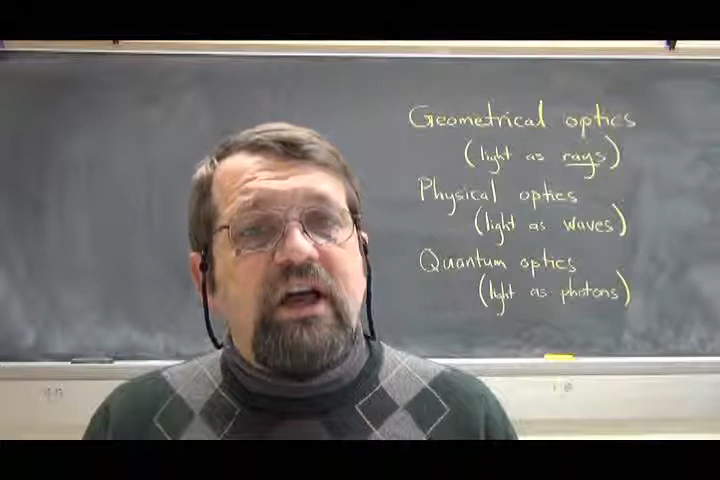 Geometrical optics
(light as rays)
Physical optics
(light as waves)
Quantum optics
(light as photons)